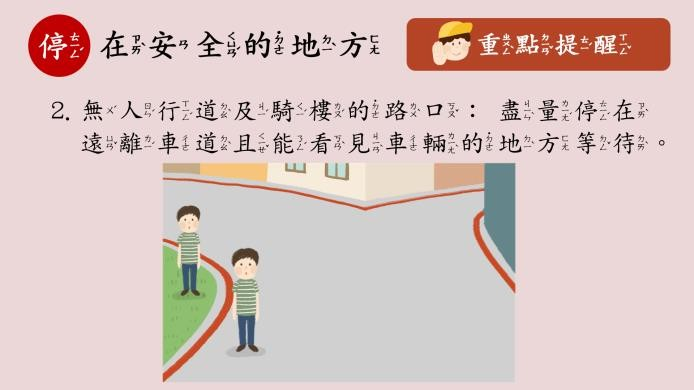 停在安全的地方
重點提醒
2. 無人行道及騎樓的路口： 盡量停在
遠離車道且能看見車輛的地方等待。